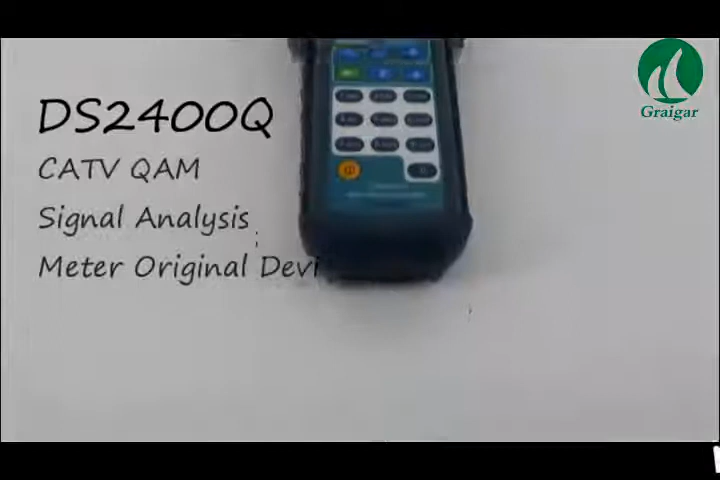 DS2400Q
CATV QAM
Signal Analysis
Meter Original Devi
Graigar